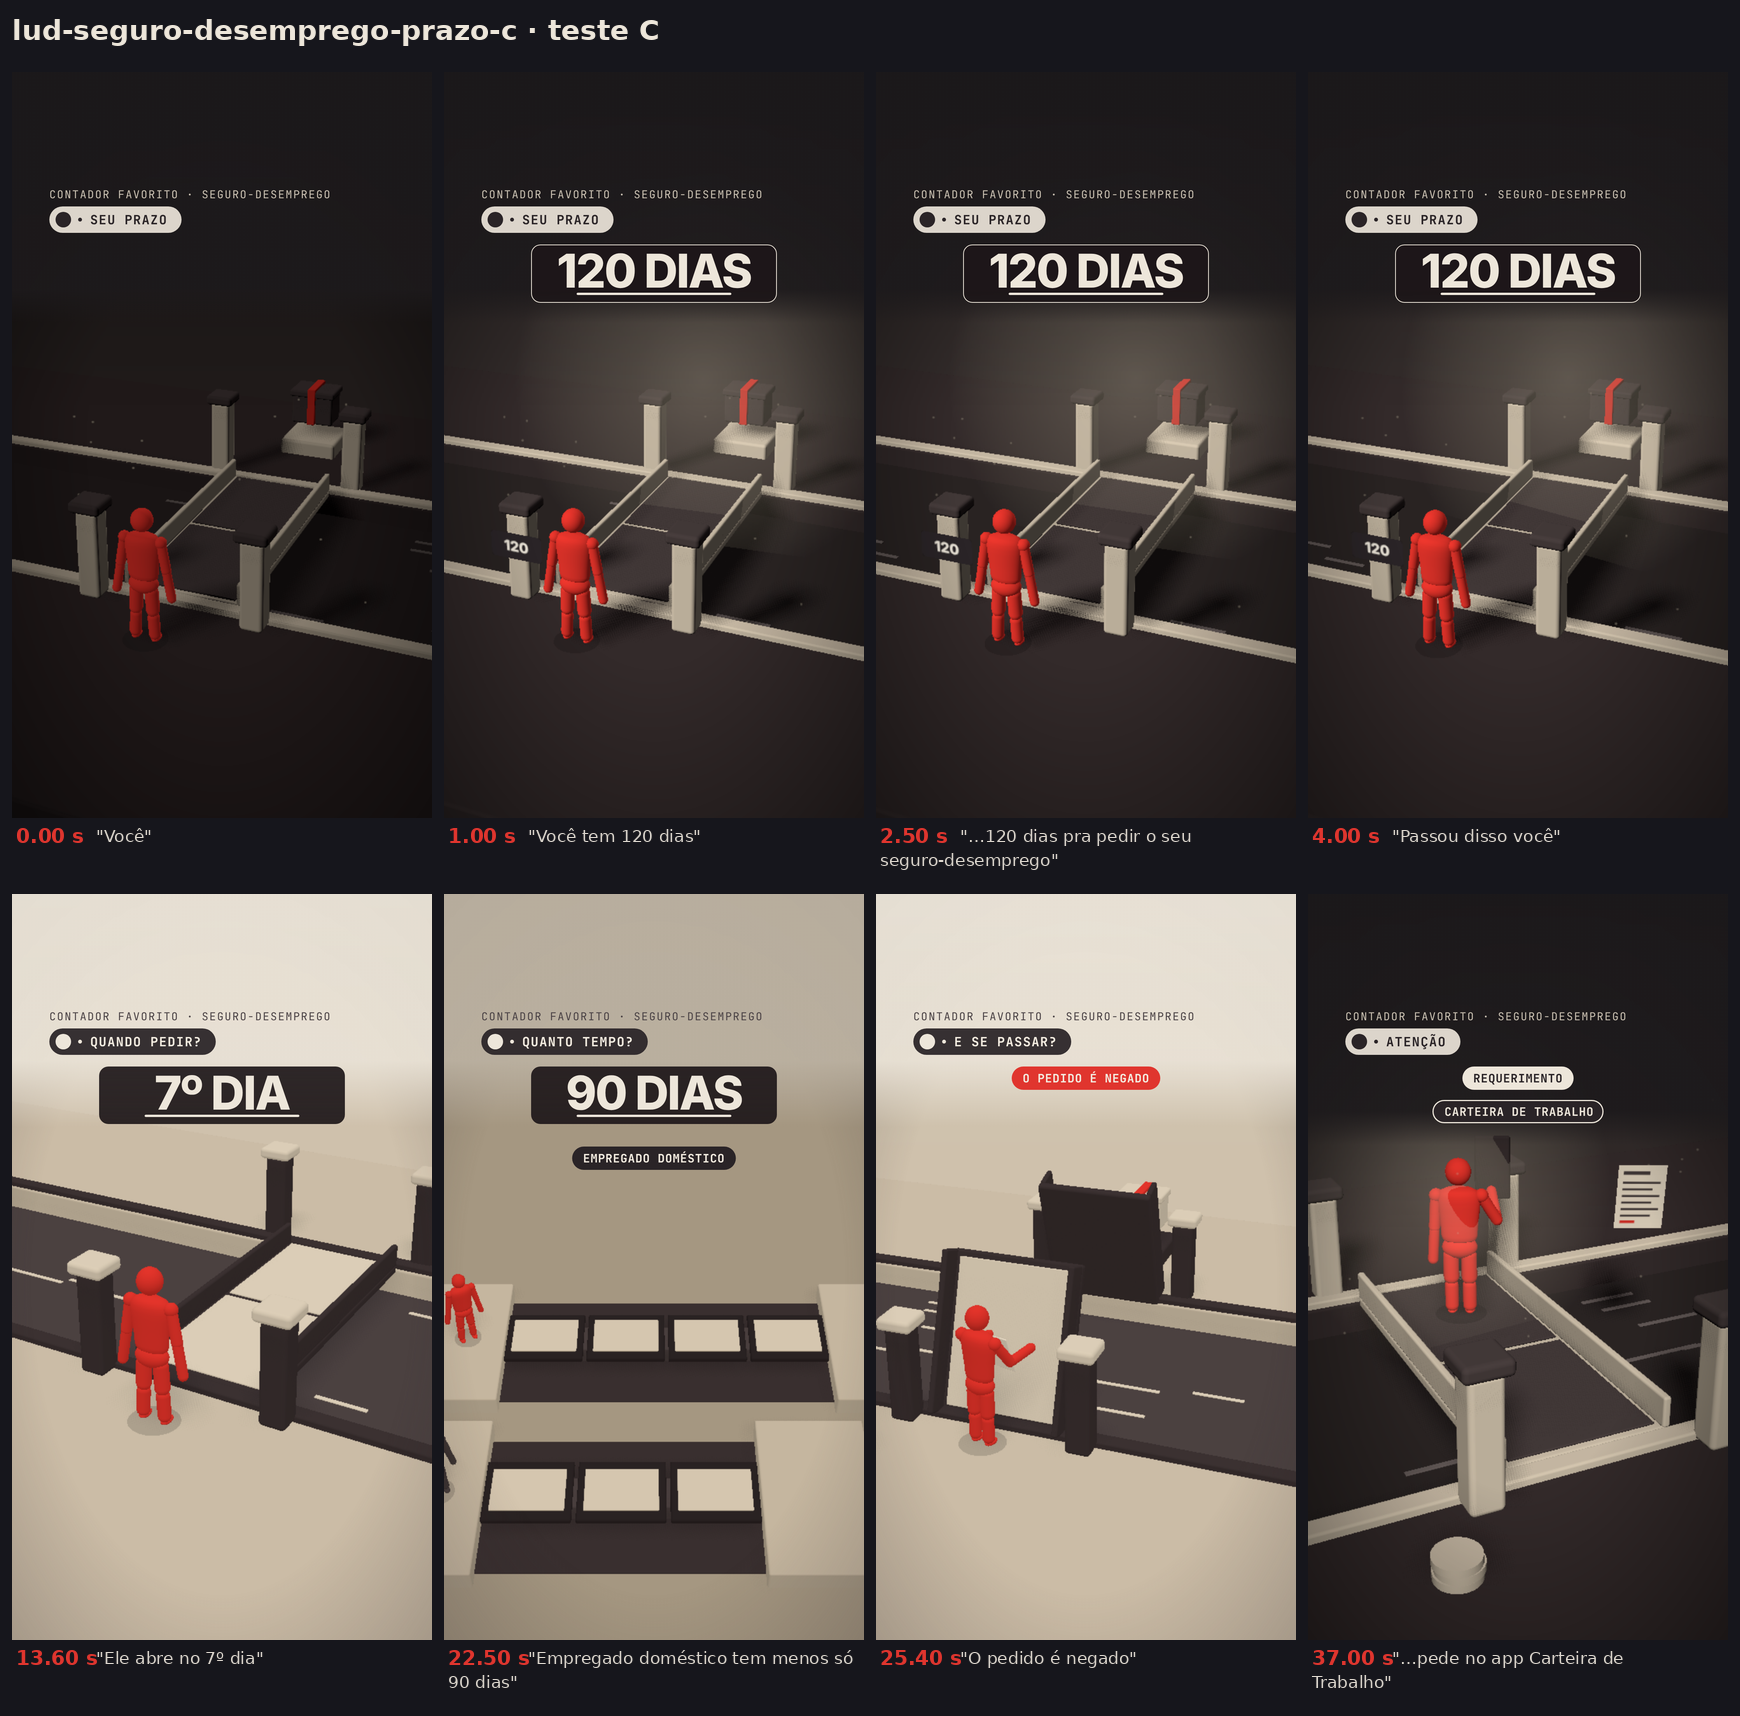 lud-seguro-desemprego-prazo-c · teste C
CONTADOR FAVORITO · SEGURO-DESEMPREGO
• SEU PRAZO
CONTADOR FAVORITO · SEGURO-DESEMPREGO
• SEU PRAZO
120 DIAS
120
CONTADOR FAVORITO · SEGURO-DESEMPREGO
• SEU PRAZO
120 DIAS
120
CONTADOR FAVORITO · SEGURO-DESEMPREGO
• SEU PRAZO
120 DIAS
120
0.00 s "Você"
1.00 s "Você tem 120 dias"
2.50 s "...120 dias pra pedir o seu
seguro-desemprego"
4.00 s "Passou disso você"
CONTADOR FAVORITO · SEGURO-DESEMPREGO
• QUANDO PEDIR?
7º DIA
CONTADOR FAVORITO · SEGURO-DESEMPREGO
• QUANTO TEMPO?
90 DIAS
EMPREGADO DOMÉSTICO
CONTADOR FAVORITO · SEGURO-DESEMPREGO
• E SE PASSAR?
O PEDIDO É NEGADO
CONTADOR FAVORITO · SEGURO-DESEMPREGO
• ATENÇÃO
REQUERIMENTO
CARTEIRA DE TRABALHO
13.60 s "Ele abre no 7º dia"
22.50 s "Empregado doméstico tem menos só
90 dias"
25.40 s "O pedido é negado"
37.00 s "...pede no app Carteira de
Trabalho"